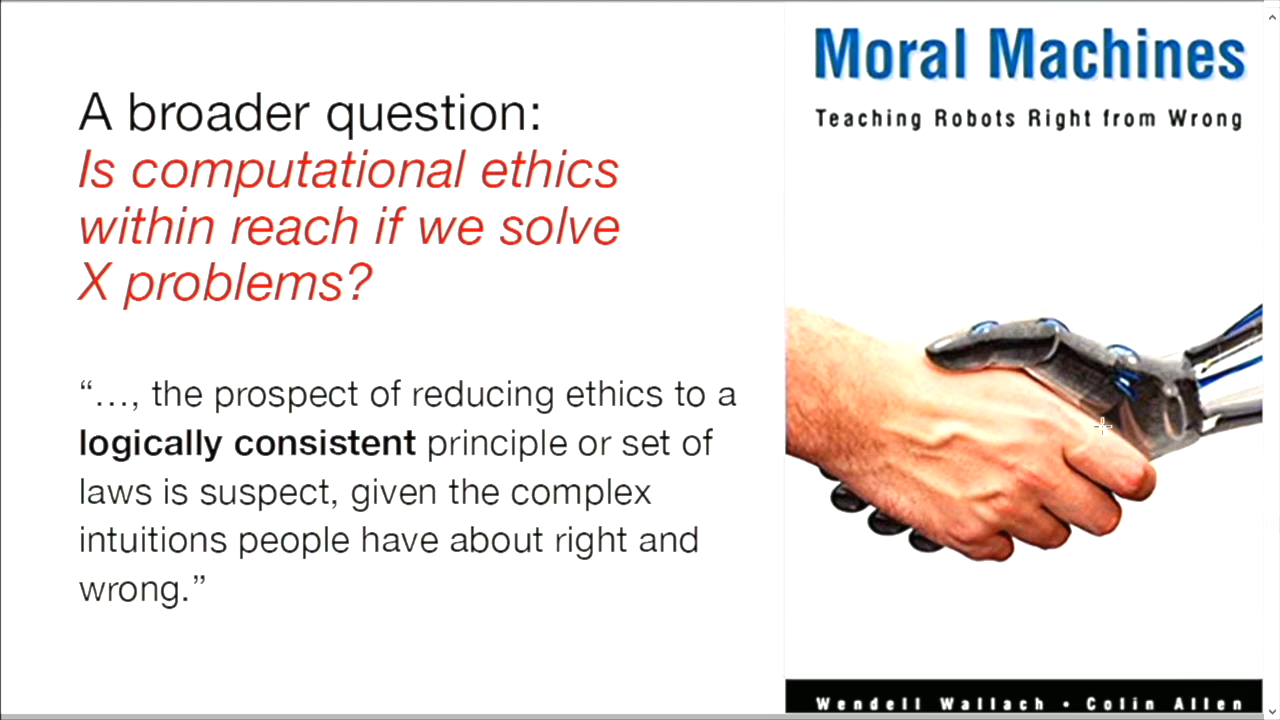 A broader question:
Is computational ethics
within reach if we solve
X problems?
“…, the prospect of reducing ethics to a
logically consistent principle or set of
laws is suspect, given the complex
intuitions people have about right and
wrong.”
Moral Machines
Teaching Robots Right from Wrong
Wendell Wallach • Colin Allen